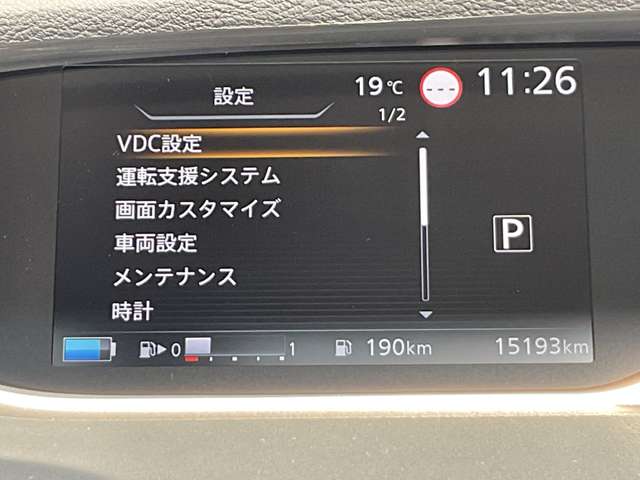 設定
19℃
---
11:26
1/2
VDC設定
運転支援システム
画面カスタマイズ
車両設定
メンテナンス
時計
P
0 1
190km
15193km